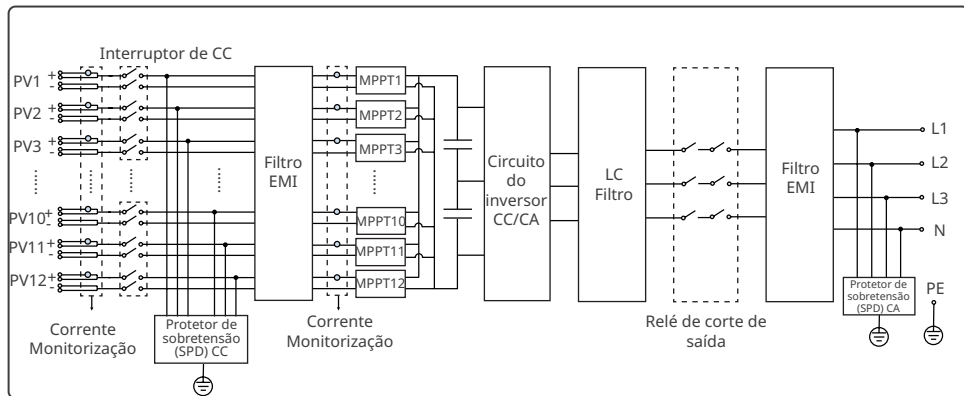 Interruptor de CC
PV1 + -
PV2 + -
PV3 + -
PV10 + -
PV11 + -
PV12 + -
Corrente
Monitorização
Protetor de
sobretensão
(SPD) CC
Filtro
EMI
MPPT1
MPPT2
MPPT3
MPPT10
MPPT11
MPPT12
Corrente
Monitorização
Circuito
do
inversor
CC/CA
LC
Filtro
Relé de corte de
saída
Filtro
EMI
L1
L2
L3
N
PE
Protetor de
sobretensão
(SPD) CA